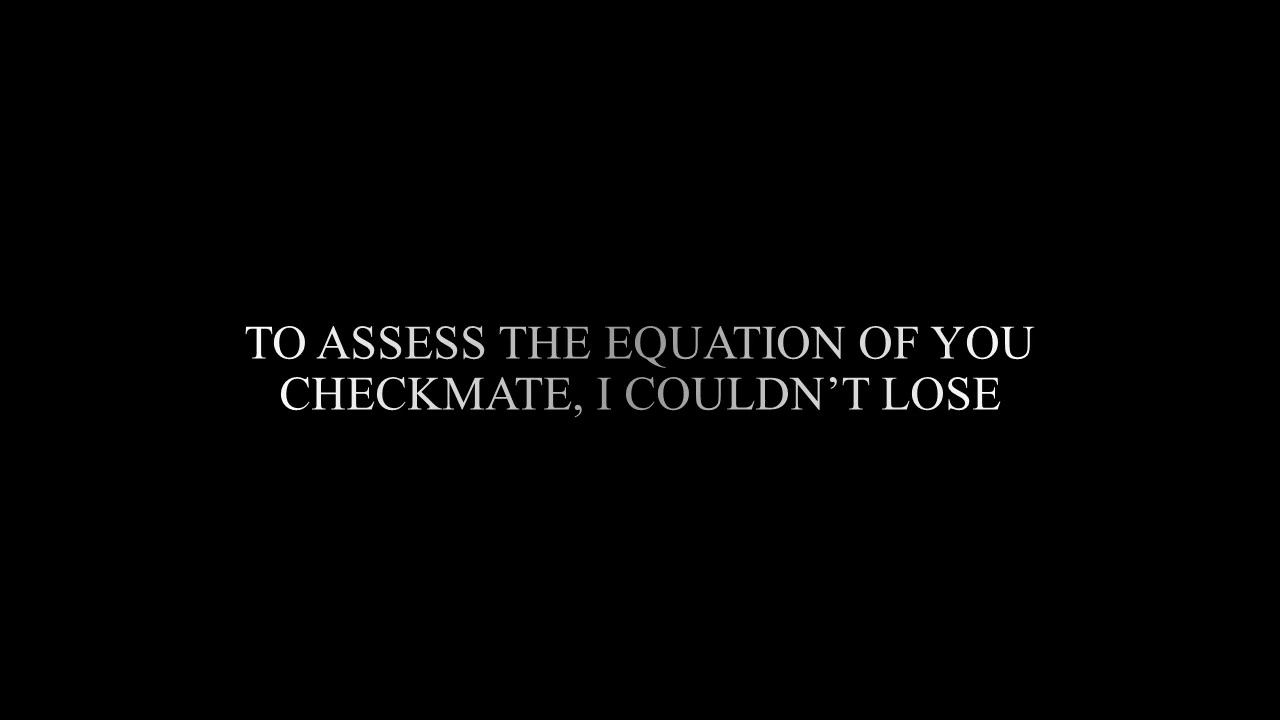 TO ASSESS THE EQUATION OF YOU
CHECKMATE, I COULDN’T LOSE